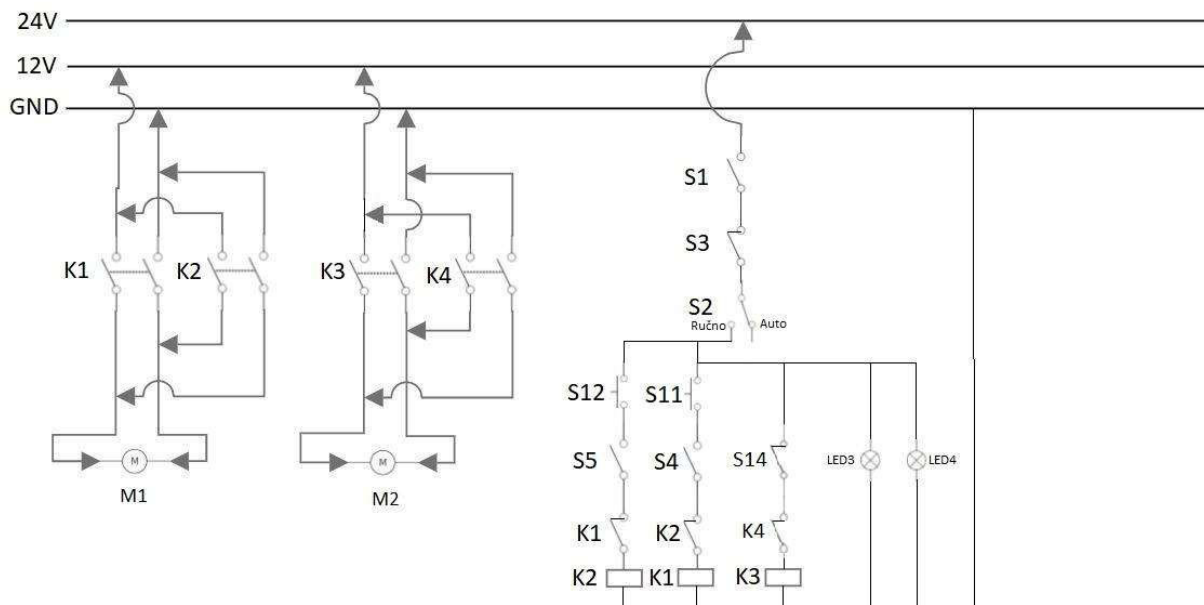 24V
12V
GND
S1
S3
S2
Ručno
Auto
K1
K2
K3
K4
S12
S11
S5
S4
S14
LED3
LED4
M
M
M1
M2
K1
K2
K4
K2
K1
K3